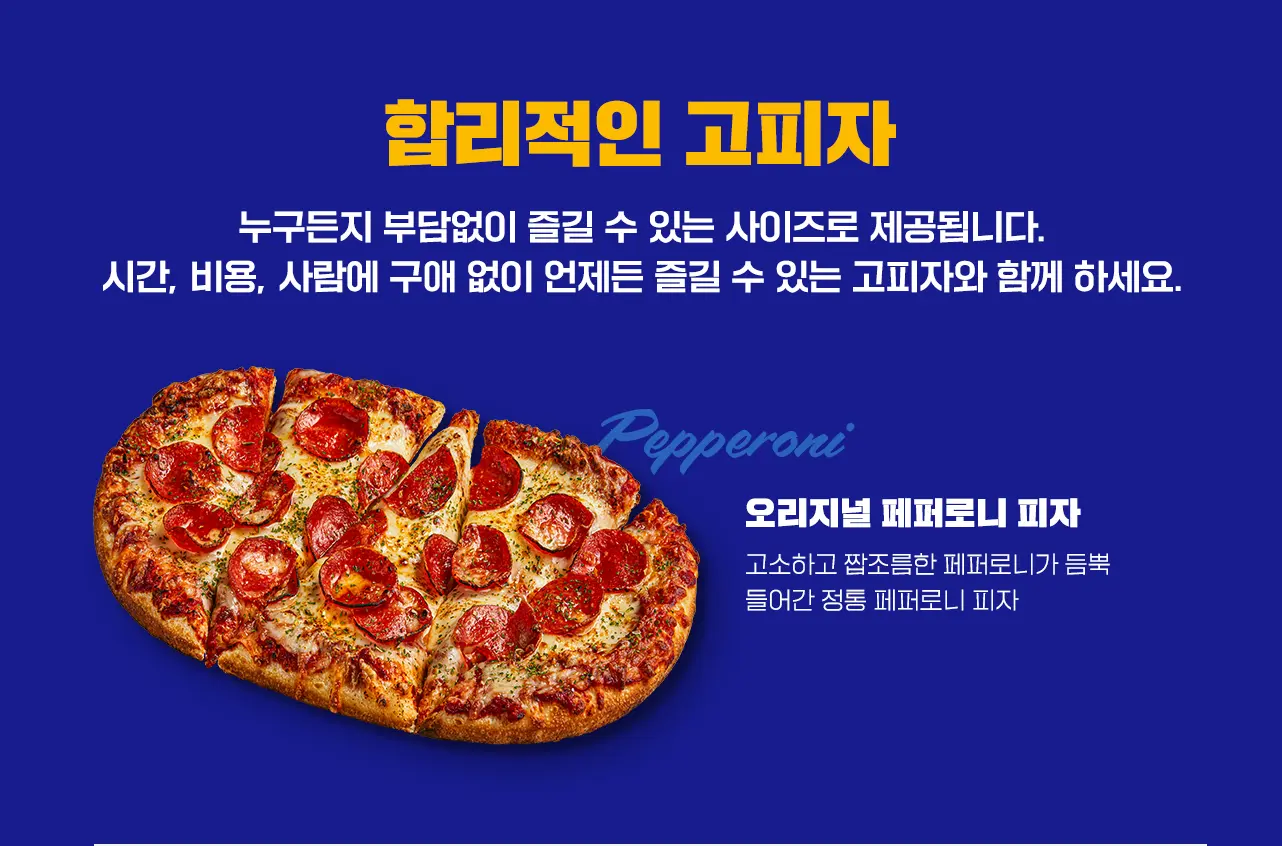 합리적인 고피자
누구든지 부담없이 즐길 수 있는 사이즈로 제공됩니다.
시간, 비용, 사람에 구애 없이 언제든 즐길 수 있는 고피자와 함께 하세요.
Pepperoni
오리지널 페퍼로니 피자
고소하고 짭조름한 페퍼로니가 듬뿍
들어간 정통 페퍼로니 피자